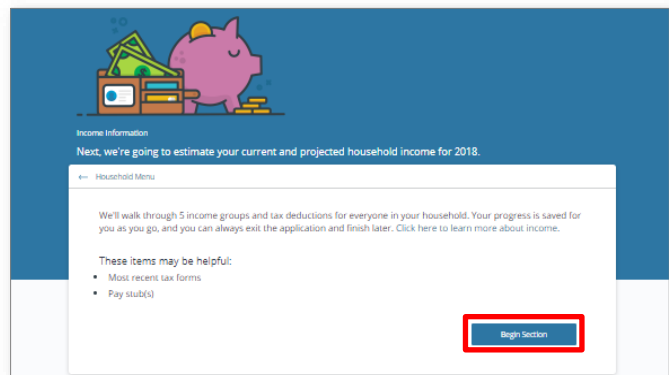 Income Information
Next, we're going to estimate your current and projected household income for 2018.
← Household Menu
We'll walk through 5 income groups and tax deductions for everyone in your household. Your progress is saved for
you as you go, and you can always exit the application and finish later. Click here to learn more about income.
These items may be helpful:
▪ Most recent tax forms
▪ Pay stub(s)
Begin Section